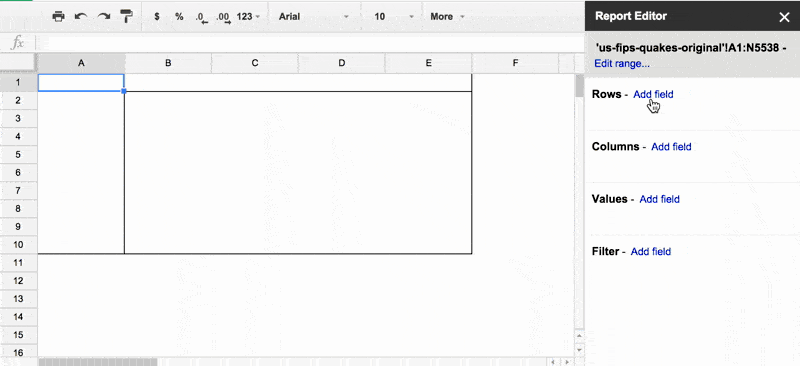 $ % .0 .00 123 Arial 10 More
Report Editor
fx
'us-fips-quakes-original'!A1:N5538 -
Edit range...
A B C D E F
Rows - Add field
Columns - Add field
Values - Add field
Filter - Add field
1
2
3
4
5
6
7
8
9
10
11
12
13
14
15
16